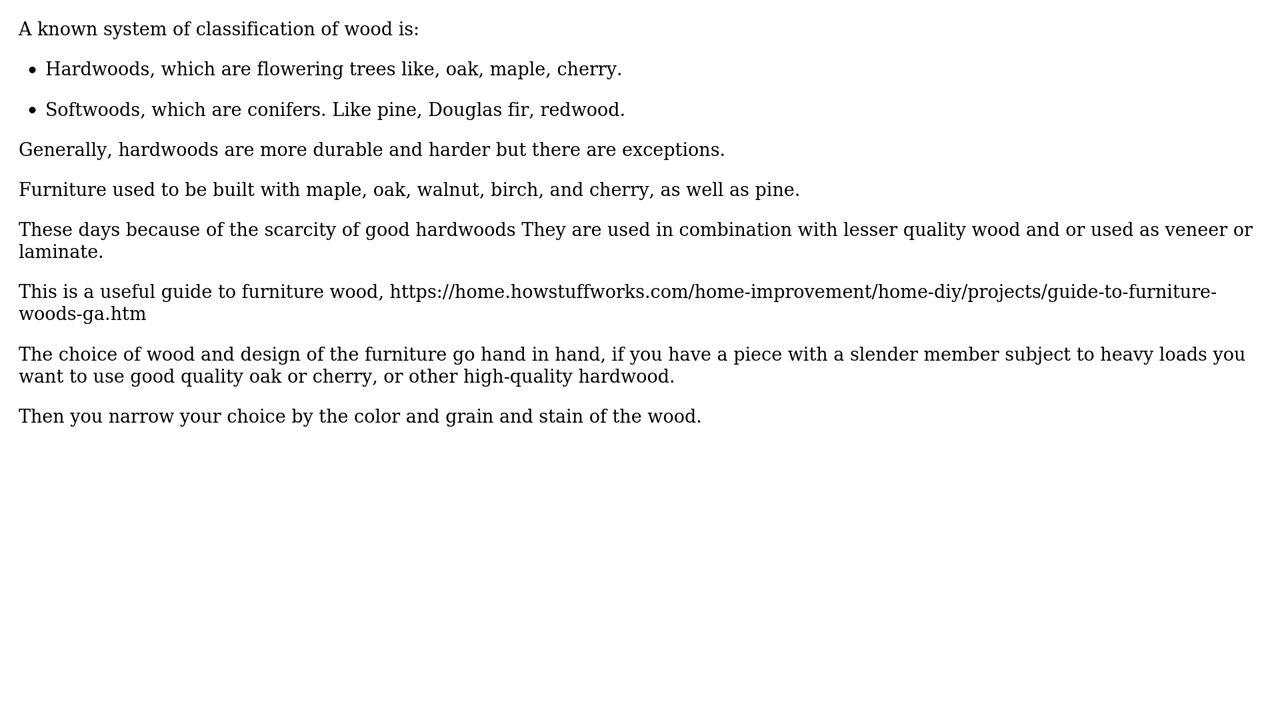 A known system of classification of wood is:
• Hardwoods, which are flowering trees like, oak, maple, cherry.
• Softwoods, which are conifers. Like pine, Douglas fir, redwood.
Generally, hardwoods are more durable and harder but there are exceptions.
Furniture used to be built with maple, oak, walnut, birch, and cherry, as well as pine.
These days because of the scarcity of good hardwoods They are used in combination with lesser quality wood and or used as veneer or
laminate.
This is a useful guide to furniture wood, https://home.howstuffworks.com/home-improvement/home-diy/projects/guide-to-furniture-
woods-ga.htm
The choice of wood and design of the furniture go hand in hand, if you have a piece with a slender member subject to heavy loads you
want to use good quality oak or cherry, or other high-quality hardwood.
Then you narrow your choice by the color and grain and stain of the wood.